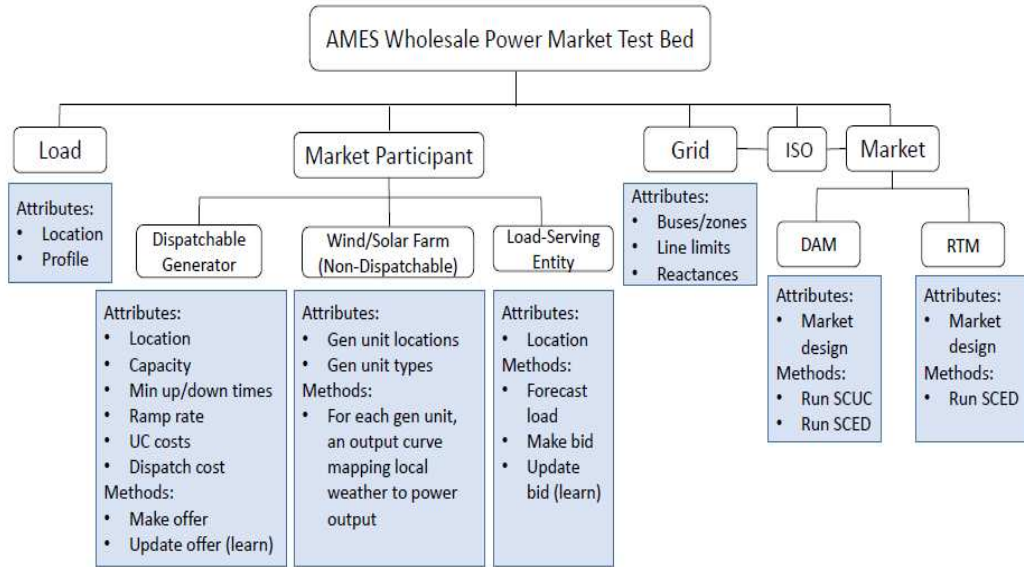 AMES Wholesale Power Market Test Bed
Load
Market Participant
Grid
ISO
Market
Attributes:
• Location
• Profile
Dispatchable
Generator
Wind/Solar Farm
(Non-Dispatchable)
Load-Serving
Entity
Attributes:
• Buses/zones
• Line limits
• Reactances
DAM
RTM
Attributes:
• Location
• Capacity
• Min up/down times
• Ramp rate
• UC costs
• Dispatch cost
Methods:
• Make offer
• Update offer (learn)
Attributes:
• Gen unit locations
• Gen unit types
Methods:
• For each gen unit,
an output curve
mapping local
weather to power
output
Attributes:
• Location
Methods:
• Forecast
load
• Make bid
• Update
bid (learn)
Attributes:
• Market
design
Methods:
• Run SCUC
• Run SCED
Attributes:
• Market
design
Methods:
• Run SCED